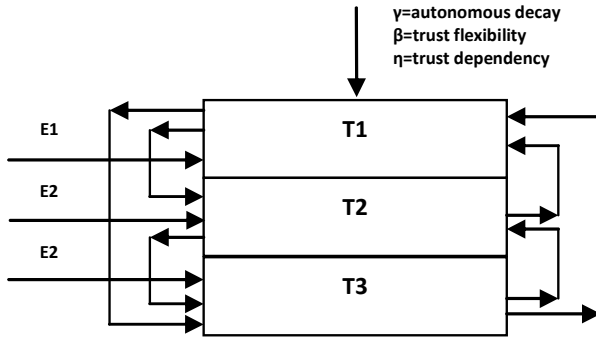 γ=autonomous decay
β=trust flexibility
η=trust dependency
T1
E1
T2
E2
T3
E2